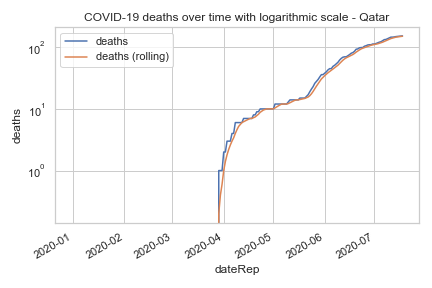 COVID-19 deaths over time with logarithmic scale - Qatar
deaths
deaths (rolling)
10²
10¹
10⁰
deaths
2020-01
2020-02
2020-03
2020-04
2020-05
2020-06
2020-07
dateRep